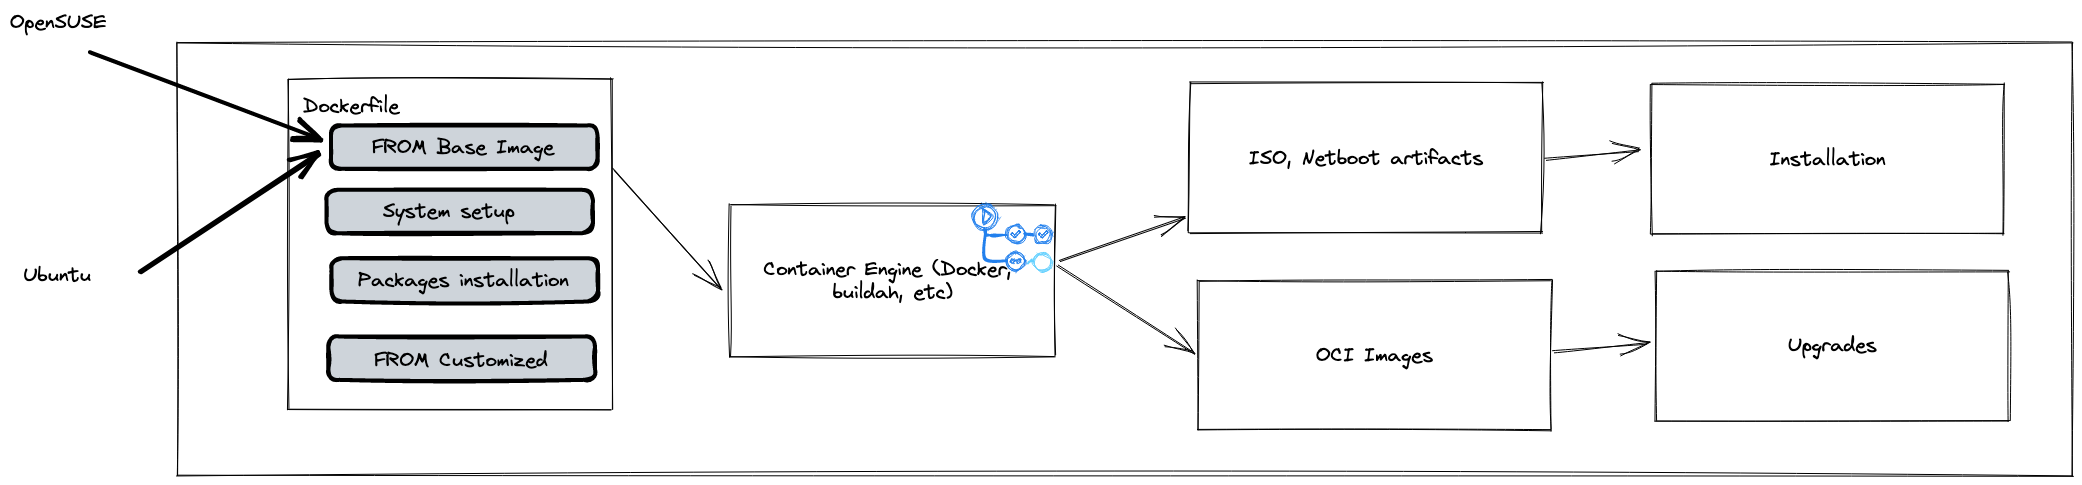 OpenSUSE
Ubuntu
Dockerfile
FROM Base Image
System setup
Packages installation
FROM Customized
Container Engine (Docker,
buildah, etc)
ISO, Netboot artifacts
Installation
OCI Images
Upgrades